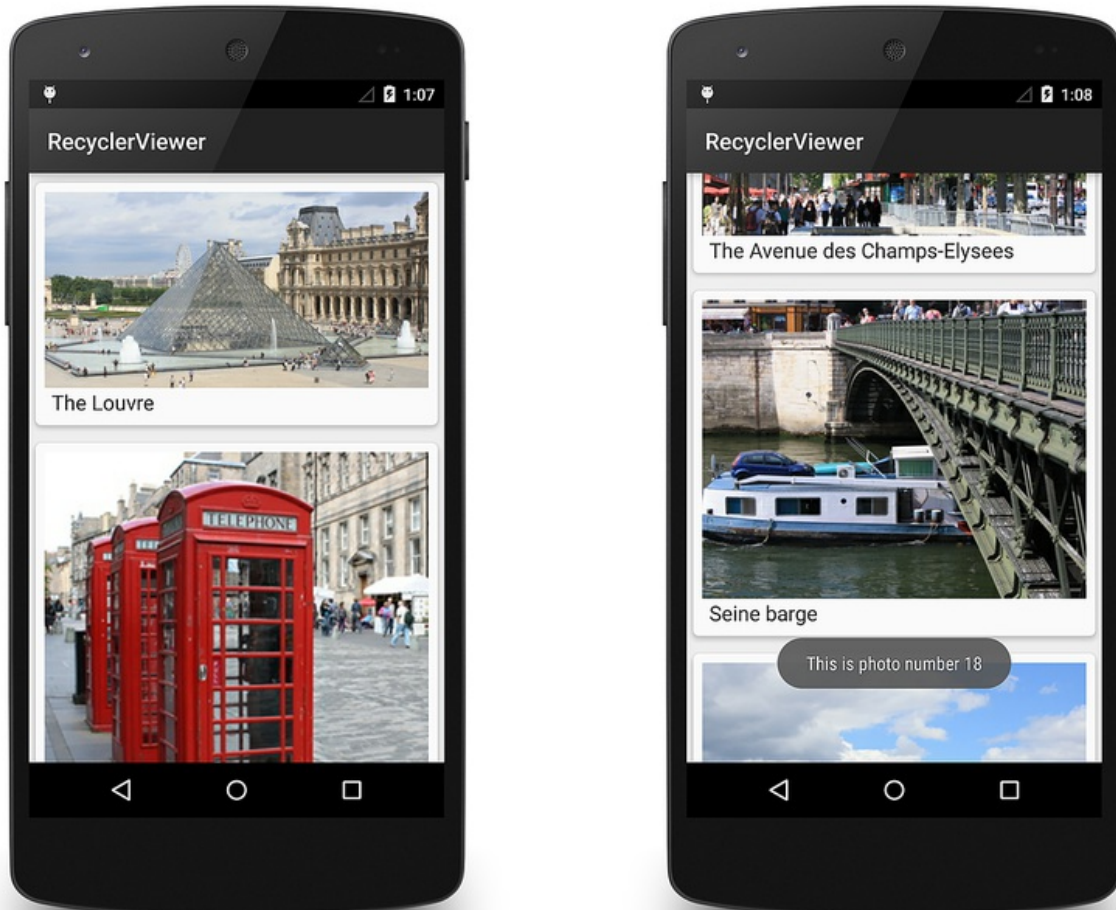 1:07
RecyclerViewer
The Louvre
TELEPHONE
1:08
RecyclerViewer
The Avenue des Champs-Elysees
Seine barge
This is photo number 18